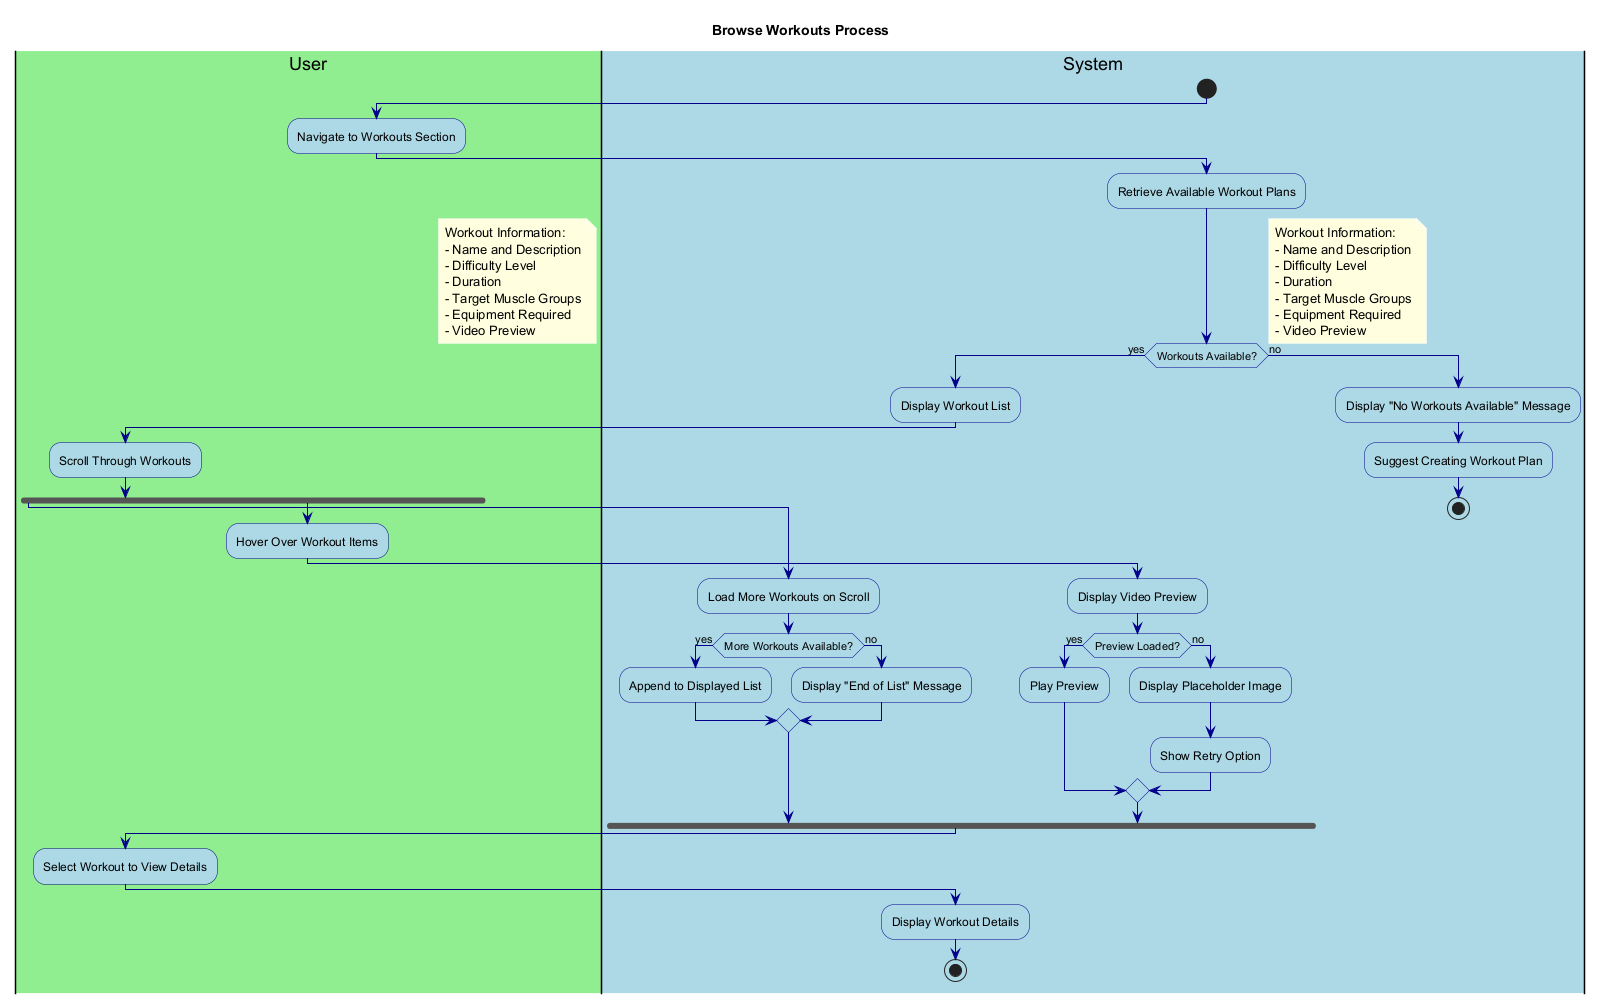 Browse Workouts Process
User
System
Navigate to Workouts Section
Retrieve Available Workout Plans
Workout Information:
- Name and Description
- Difficulty Level
- Duration
- Target Muscle Groups
- Equipment Required
- Video Preview
Workout Information:
- Name and Description
- Difficulty Level
- Duration
- Target Muscle Groups
- Equipment Required
- Video Preview
yes
Workouts Available?
no
Display Workout List
Display "No Workouts Available" Message
Scroll Through Workouts
Suggest Creating Workout Plan
Hover Over Workout Items
Load More Workouts on Scroll
Display Video Preview
yes
More Workouts Available?
no
yes
Preview Loaded?
no
Append to Displayed List
Display "End of List" Message
Play Preview
Display Placeholder Image
Show Retry Option
Select Workout to View Details
Display Workout Details